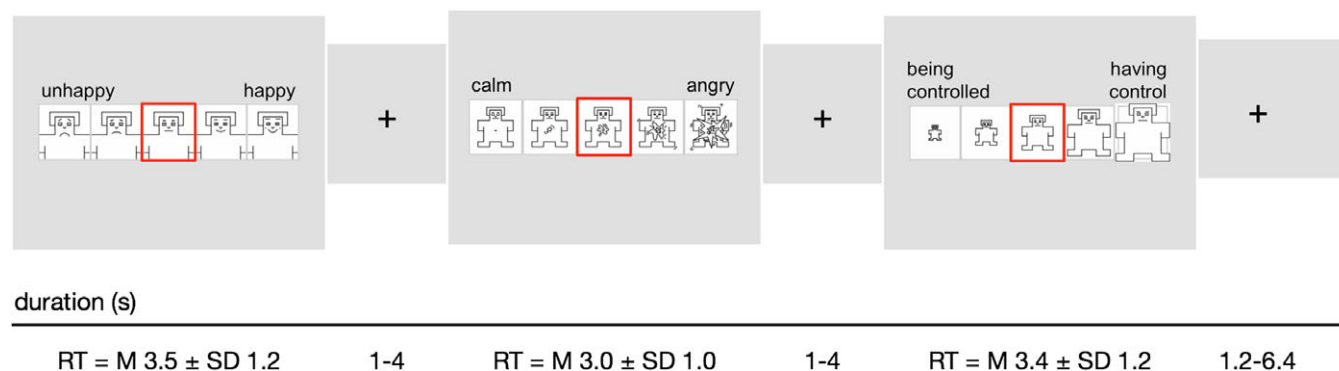 unhappy happy
+
calm angry
+
being controlled
having control
+
duration (s)
RT = M 3.5 ± SD 1.2 1-4 RT = M 3.0 ± SD 1.0 1-4 RT = M 3.4 ± SD 1.2 1.2-6.4